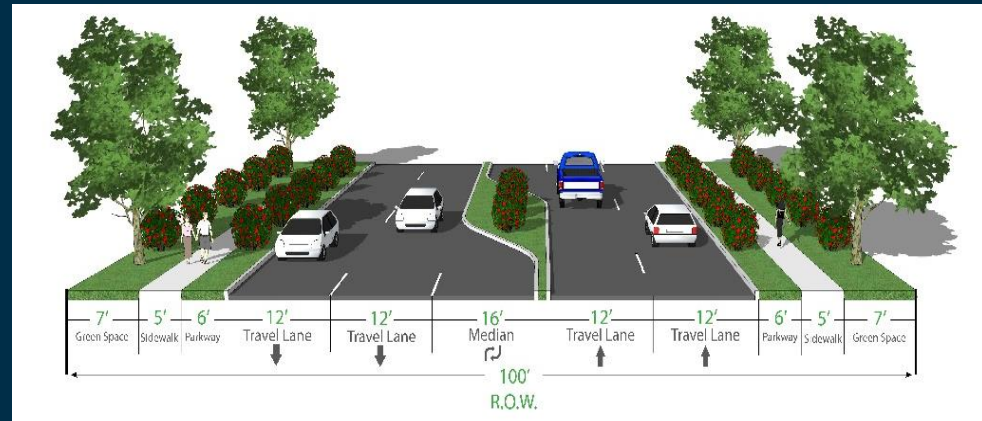 7' 5' 6' 12' 12' 16' 12' 12' 6' 5' 7'
Green Space Sidewalk Parkway Travel Lane Travel Lane Median Travel Lane Travel Lane Parkway Sidewalk Green Space
100'
R.O.W.